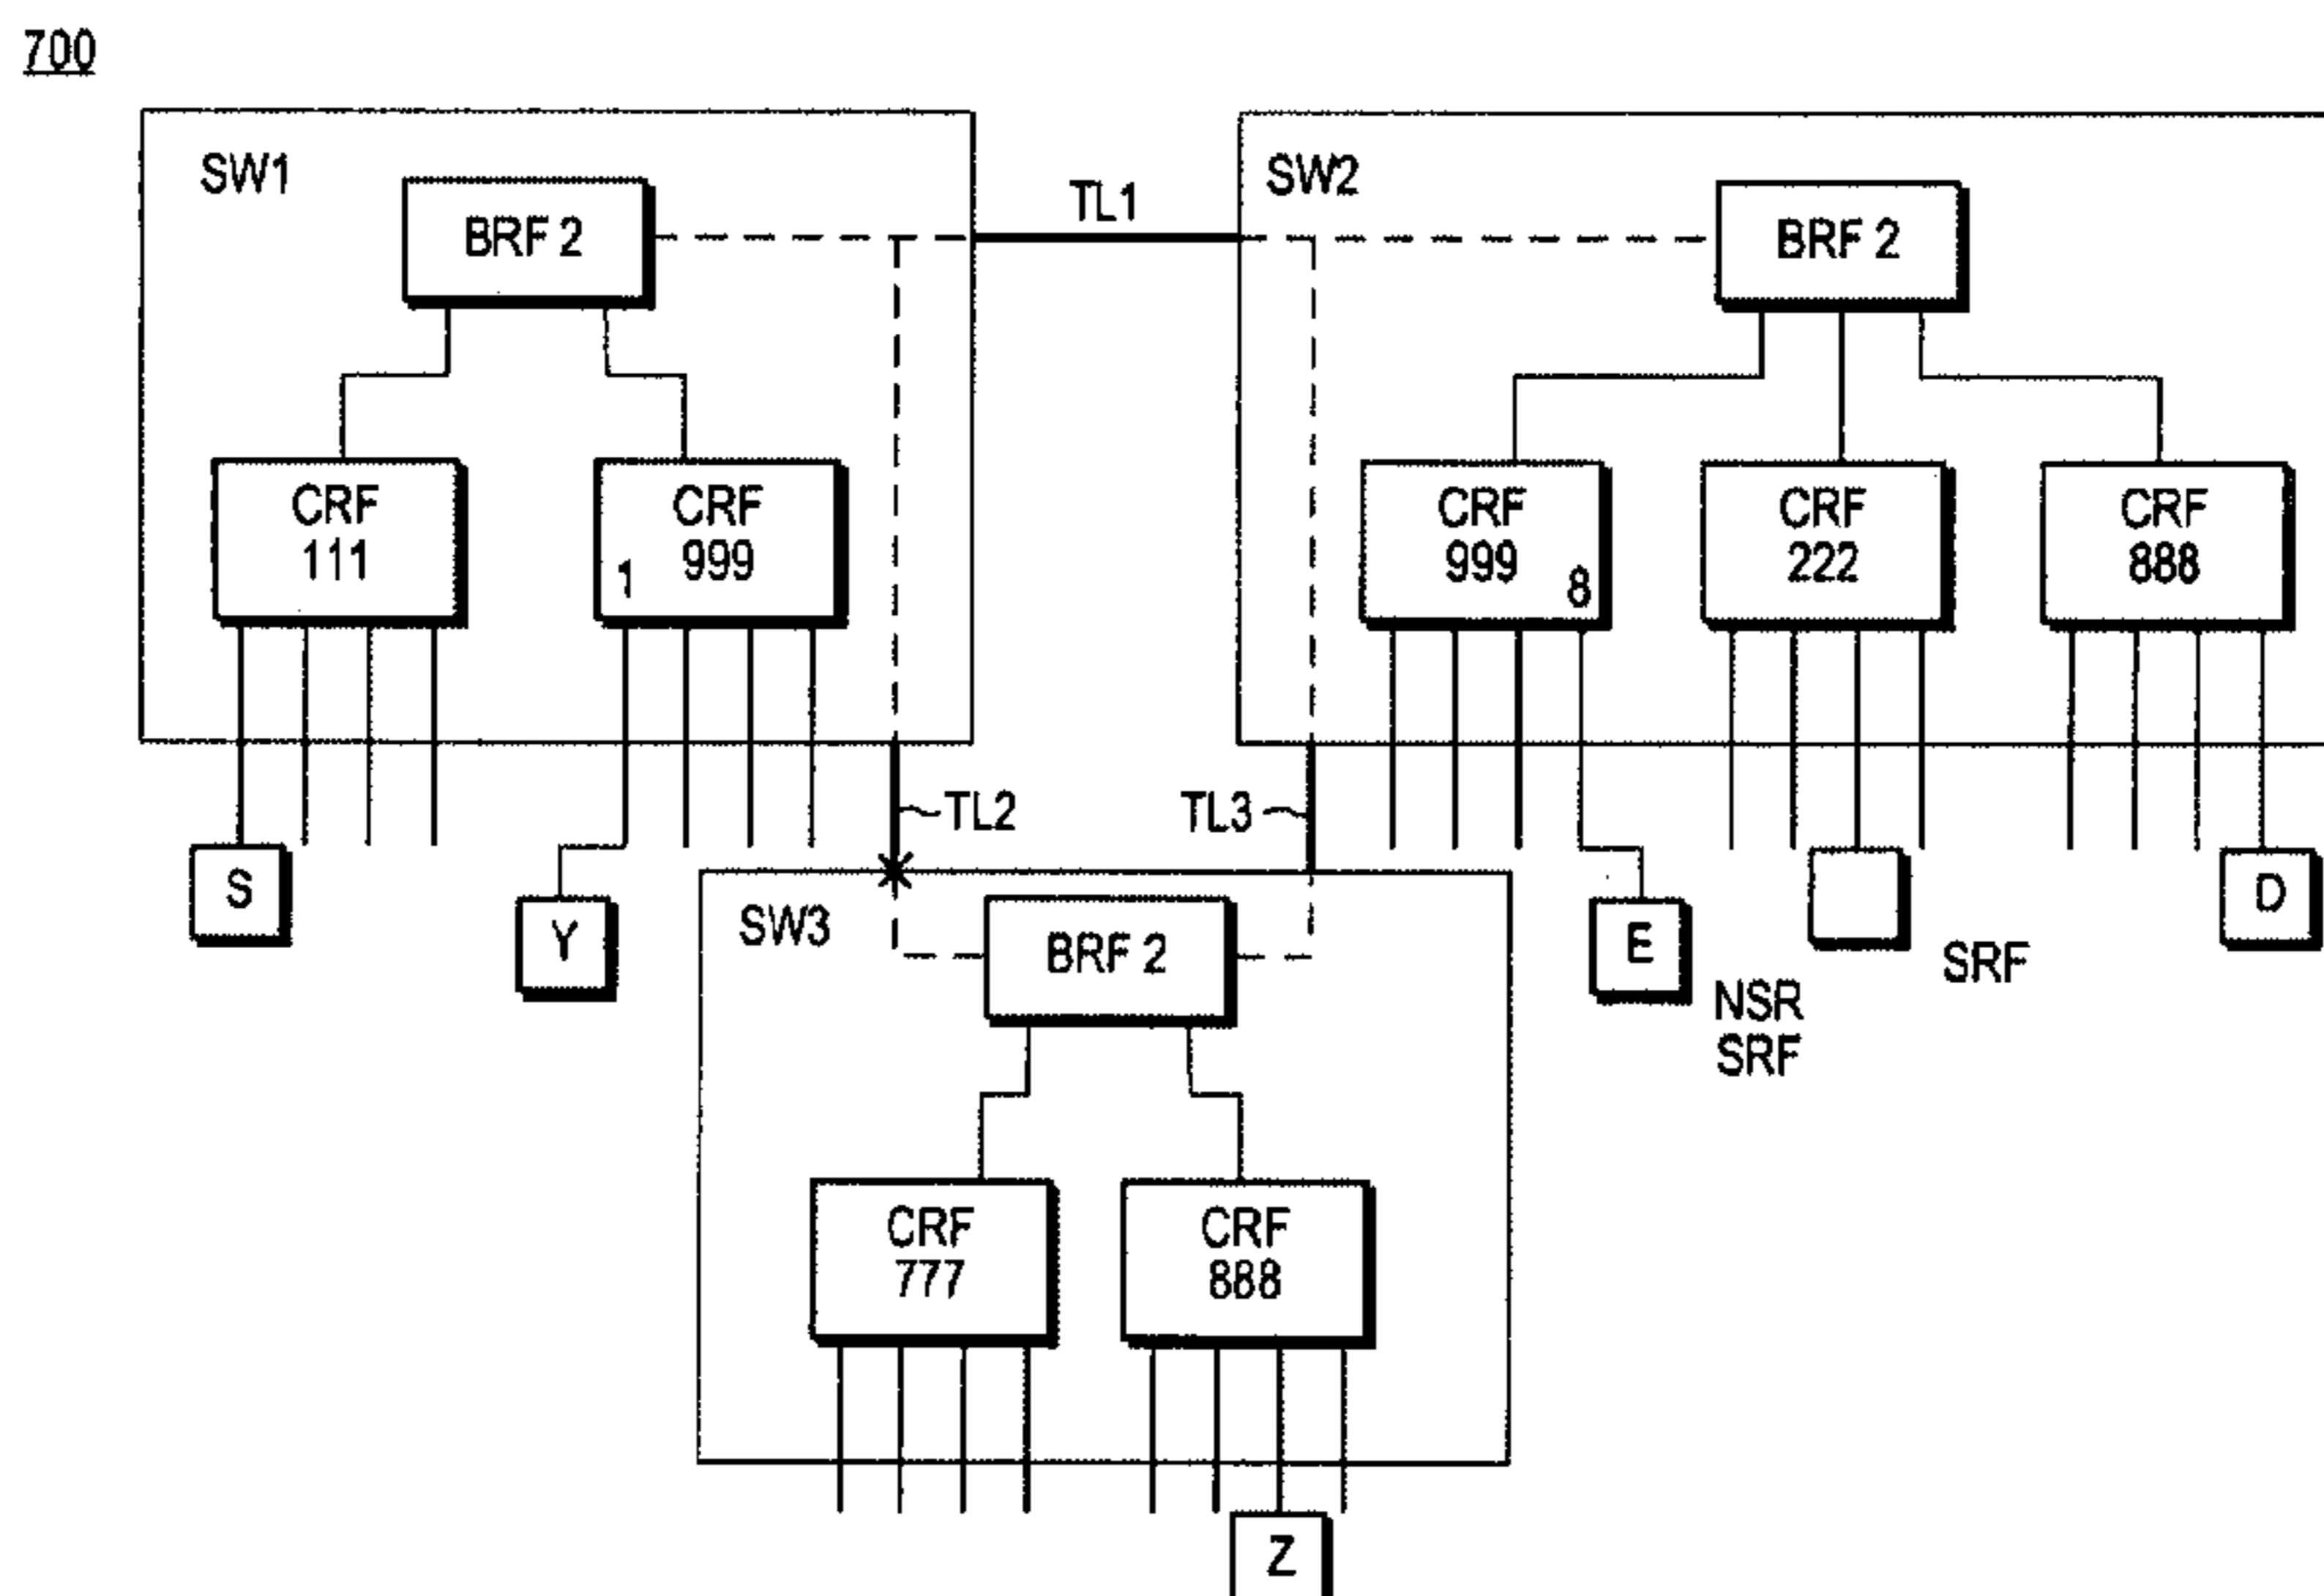 700
SW1
BRF 2
TL1
SW2
BRF 2
CRF
111
CRF
999
1
CRF
999
8
CRF
222
CRF
888
S
Y
TL2
TL3
E
NSR
SRF
SRF
D
SW3
BRF 2
CRF
777
CRF
888
Z